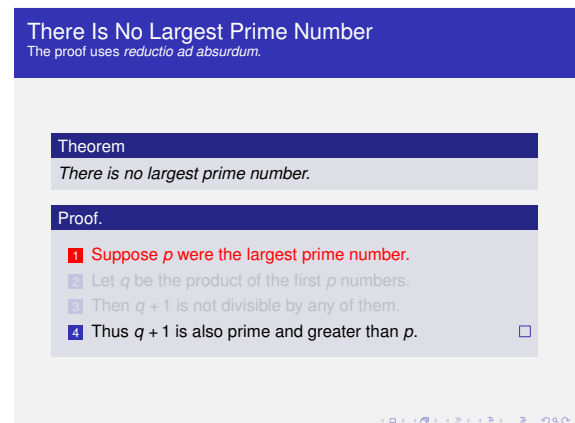 There Is No Largest Prime Number
The proof uses reductio ad absurdum.
Theorem
There is no largest prime number.
Proof.
1 Suppose p were the largest prime number.
2 Let q be the product of the first p numbers.
3 Then q + 1 is not divisible by any of them.
4 Thus q + 1 is also prime and greater than p. □